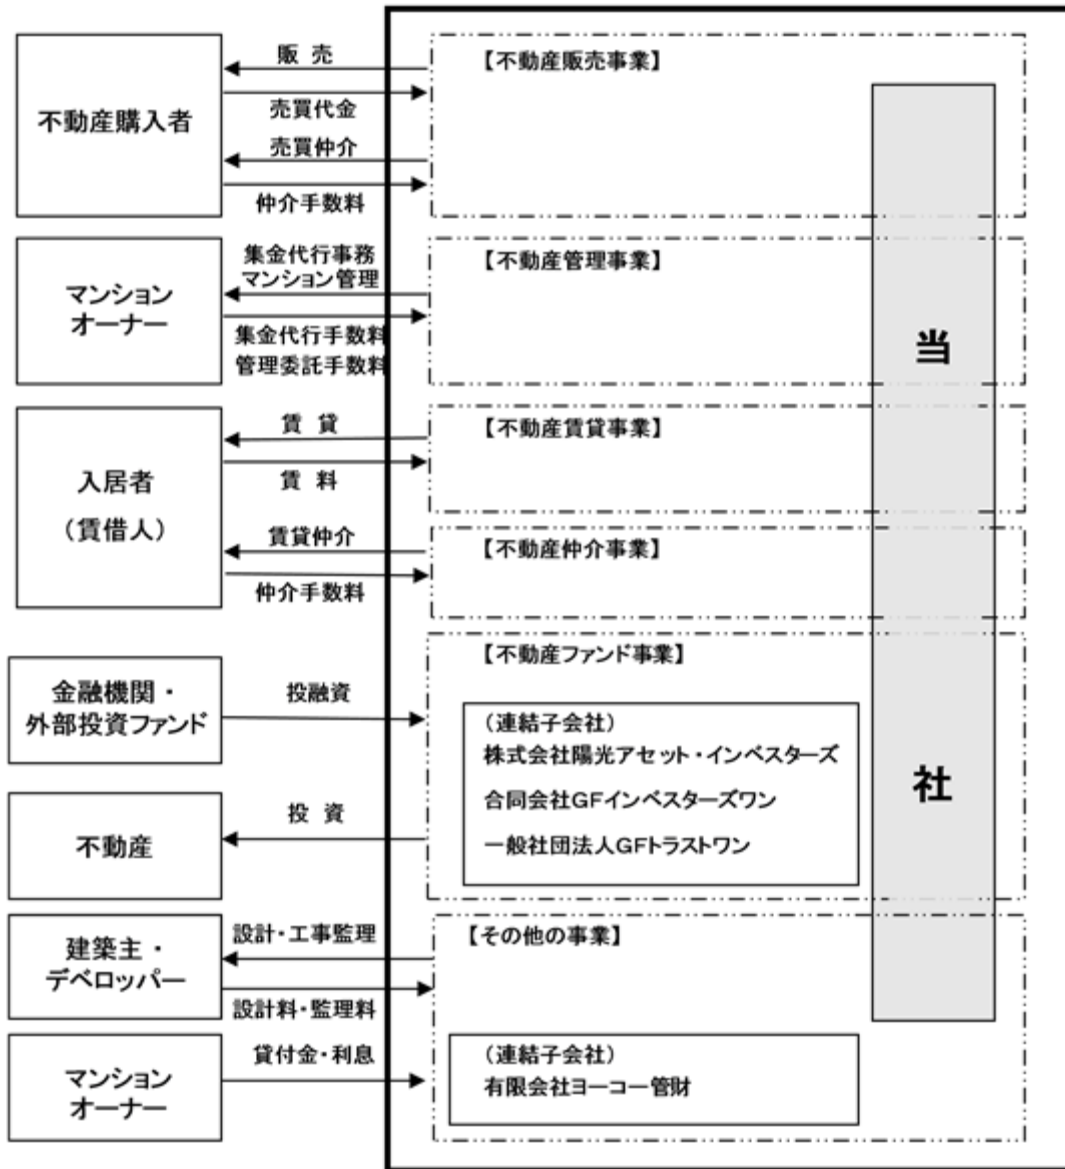 販 売
【不動産販売事業】
売買代金
不動産購入者
売買仲介
仲介手数料
集金代行事務
マンション管理
【不動産管理事業】
マンション
オーナー
集金代行手数料
管理委託手数料
当
賃 貸
【不動産賃貸事業】
賃 料
入居者
（賃借人）
賃貸仲介
【不動産仲介事業】
仲介手数料
【不動産ファンド事業】
金融機関・
外部投資ファンド
投融資
（連結子会社）
株式会社陽光アセット・インベスターズ
合同会社GFインベスターズワン
一般社団法人GFトラストワン
社
投 資
不動産
設計・工事監理
【その他の事業】
建築主・
デベロッパー
設計料・監理料
貸付金・利息
（連結子会社）
有限会社ヨーコー管財
マンション
オーナー